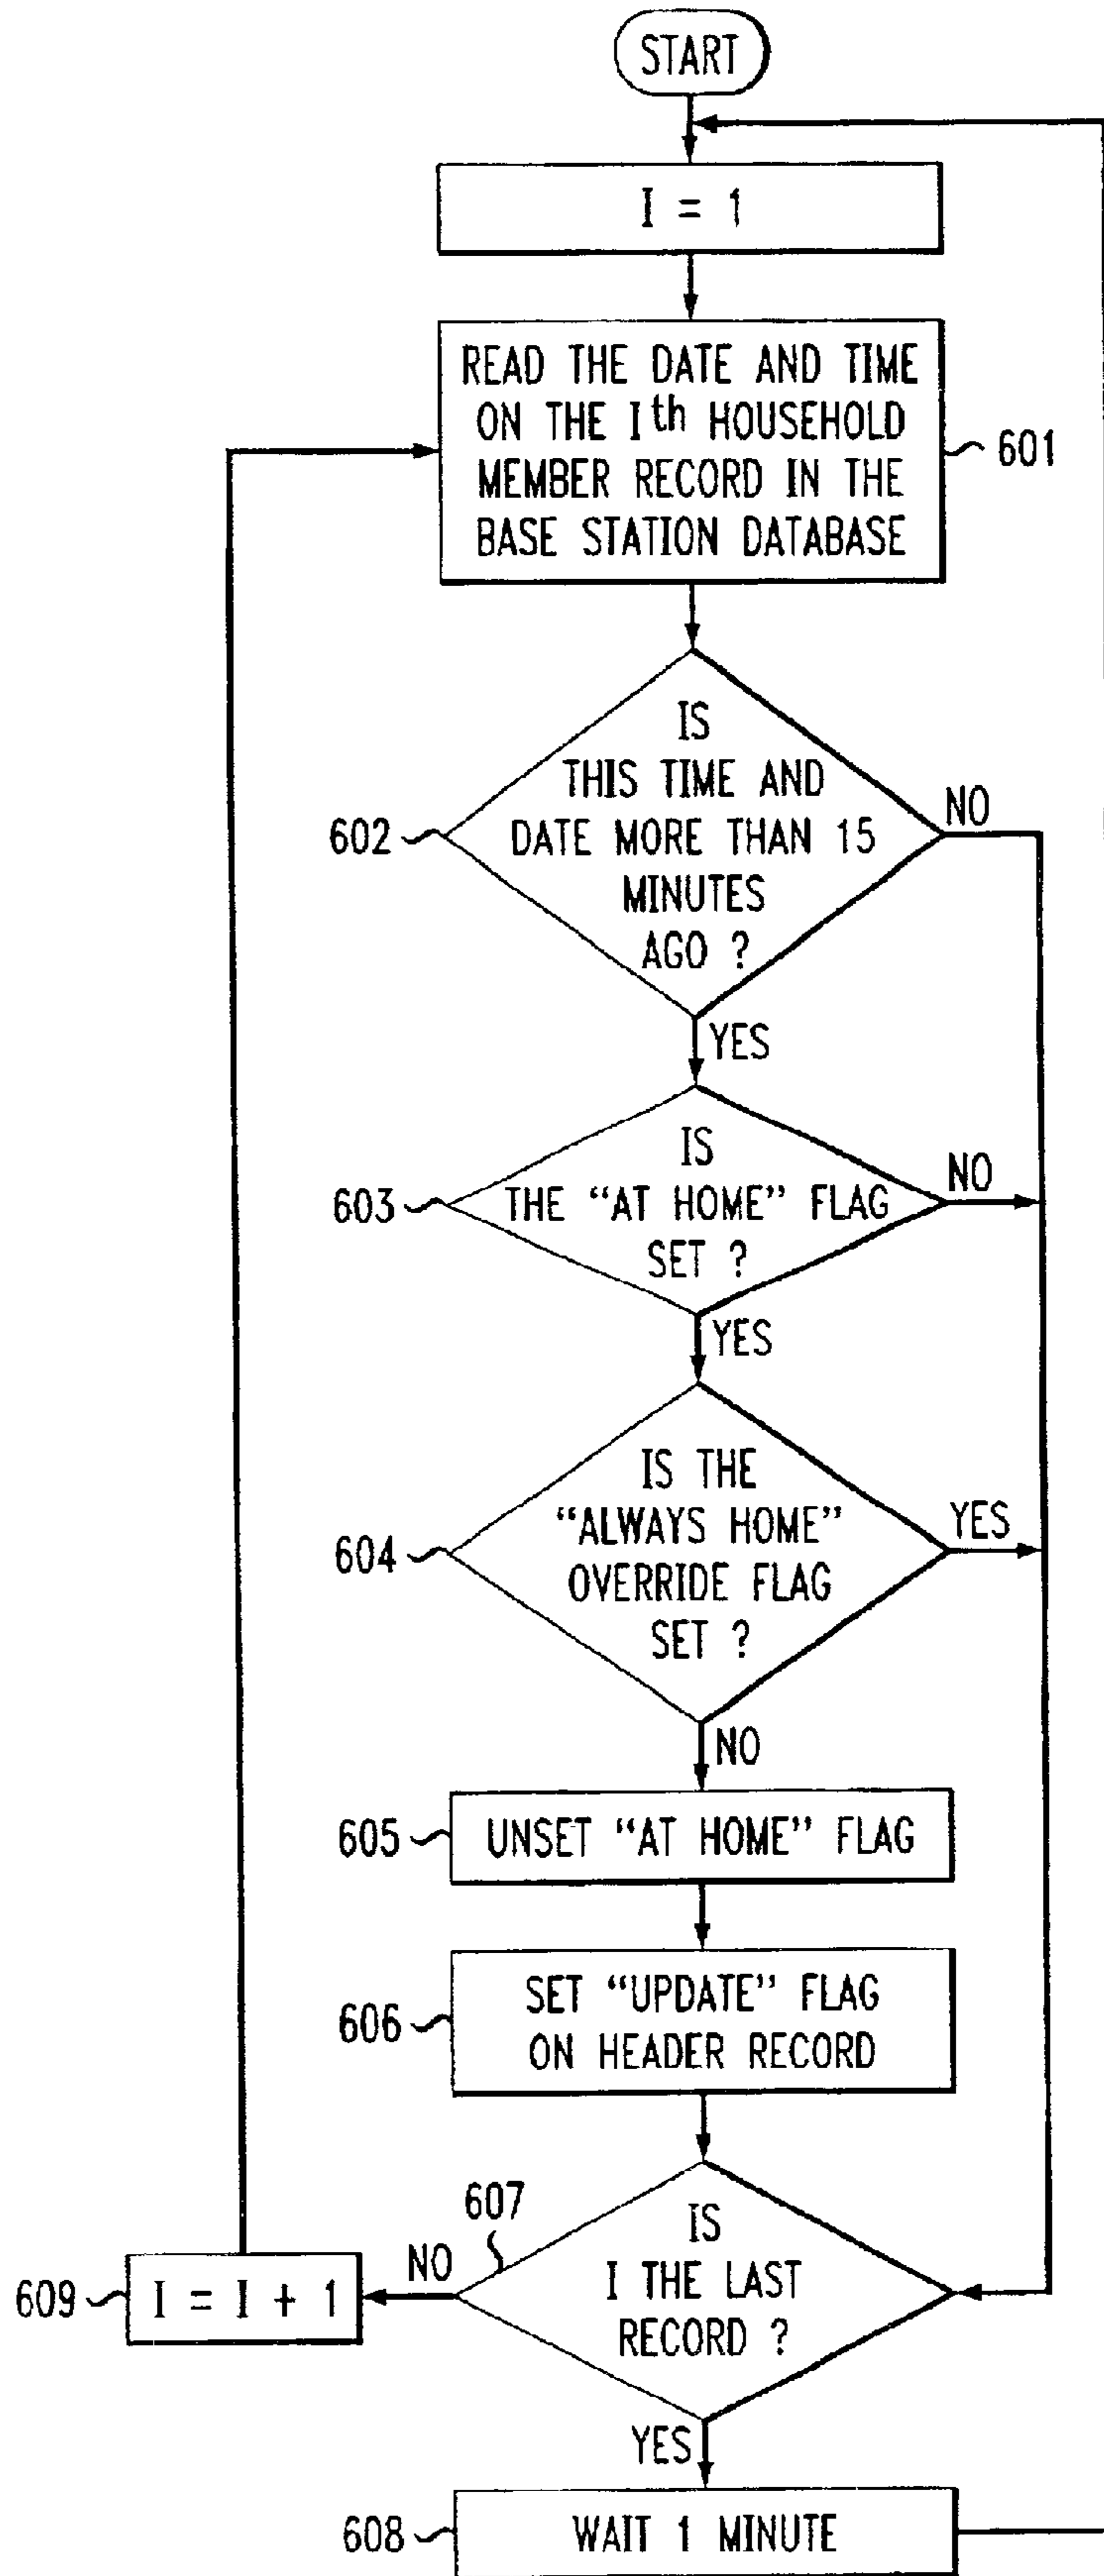 START
I = 1
READ THE DATE AND TIME
ON THE Ith HOUSEHOLD
MEMBER RECORD IN THE
BASE STATION DATABASE
601
IS
THIS TIME AND
DATE MORE THAN 15
MINUTES
AGO ?
602
NO
YES
IS
THE “AT HOME” FLAG
SET ?
603
NO
YES
IS THE
“ALWAYS HOME”
OVERRIDE FLAG
SET ?
604
YES
NO
605
UNSET “AT HOME” FLAG
606
SET “UPDATE” FLAG
ON HEADER RECORD
607
IS
I THE LAST
RECORD ?
NO
609
I = I + 1
YES
608
WAIT 1 MINUTE